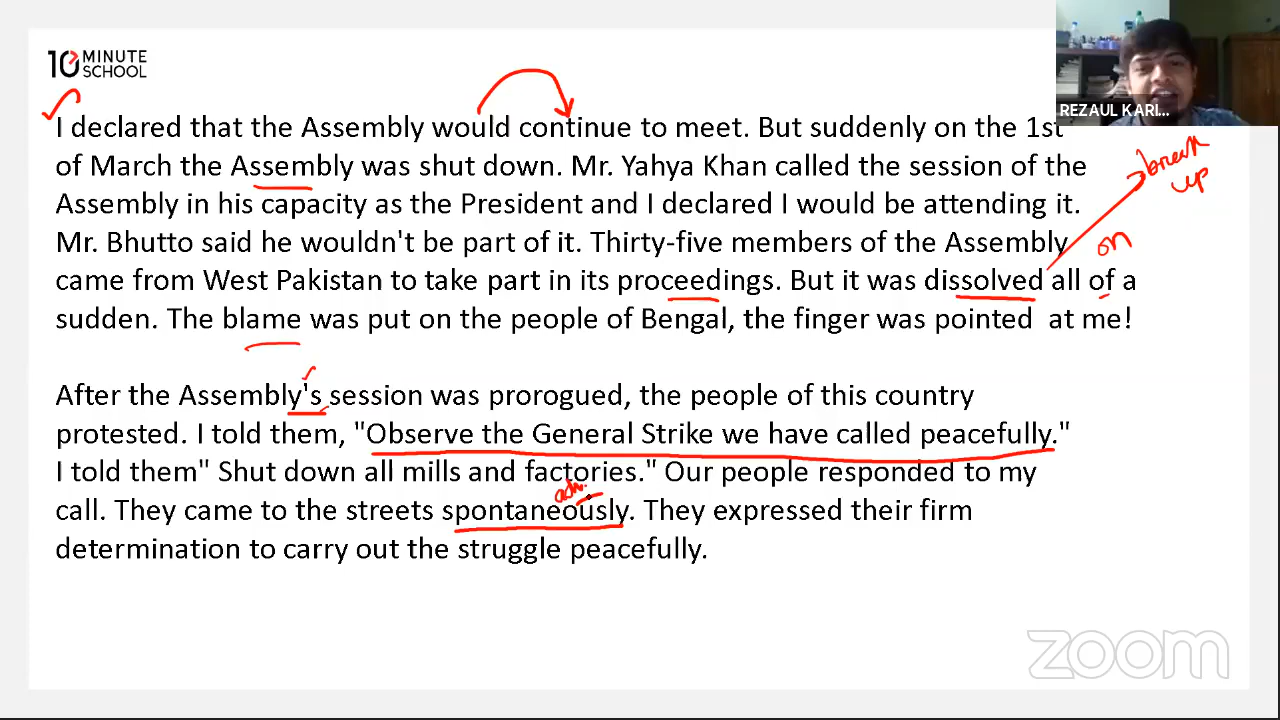 10 MINUTE
SCHOOL
REZAUL KARI...
I declared that the Assembly would continue to meet. But suddenly on the 1st
of March the Assembly was shut down. Mr. Yahya Khan called the session of the
break
up
Assembly in his capacity as the President and I declared I would be attending it.
Mr. Bhutto said he wouldn't be part of it. Thirty-five members of the Assembly
on
came from West Pakistan to take part in its proceedings. But it was dissolved all of a
sudden. The blame was put on the people of Bengal, the finger was pointed at me!
After the Assembly's session was prorogued, the people of this country
protested. I told them, "Observe the General Strike we have called peacefully."
I told them" Shut down all mills and factories." Our people responded to my
adv.
call. They came to the streets spontaneously. They expressed their firm
determination to carry out the struggle peacefully.
zoom